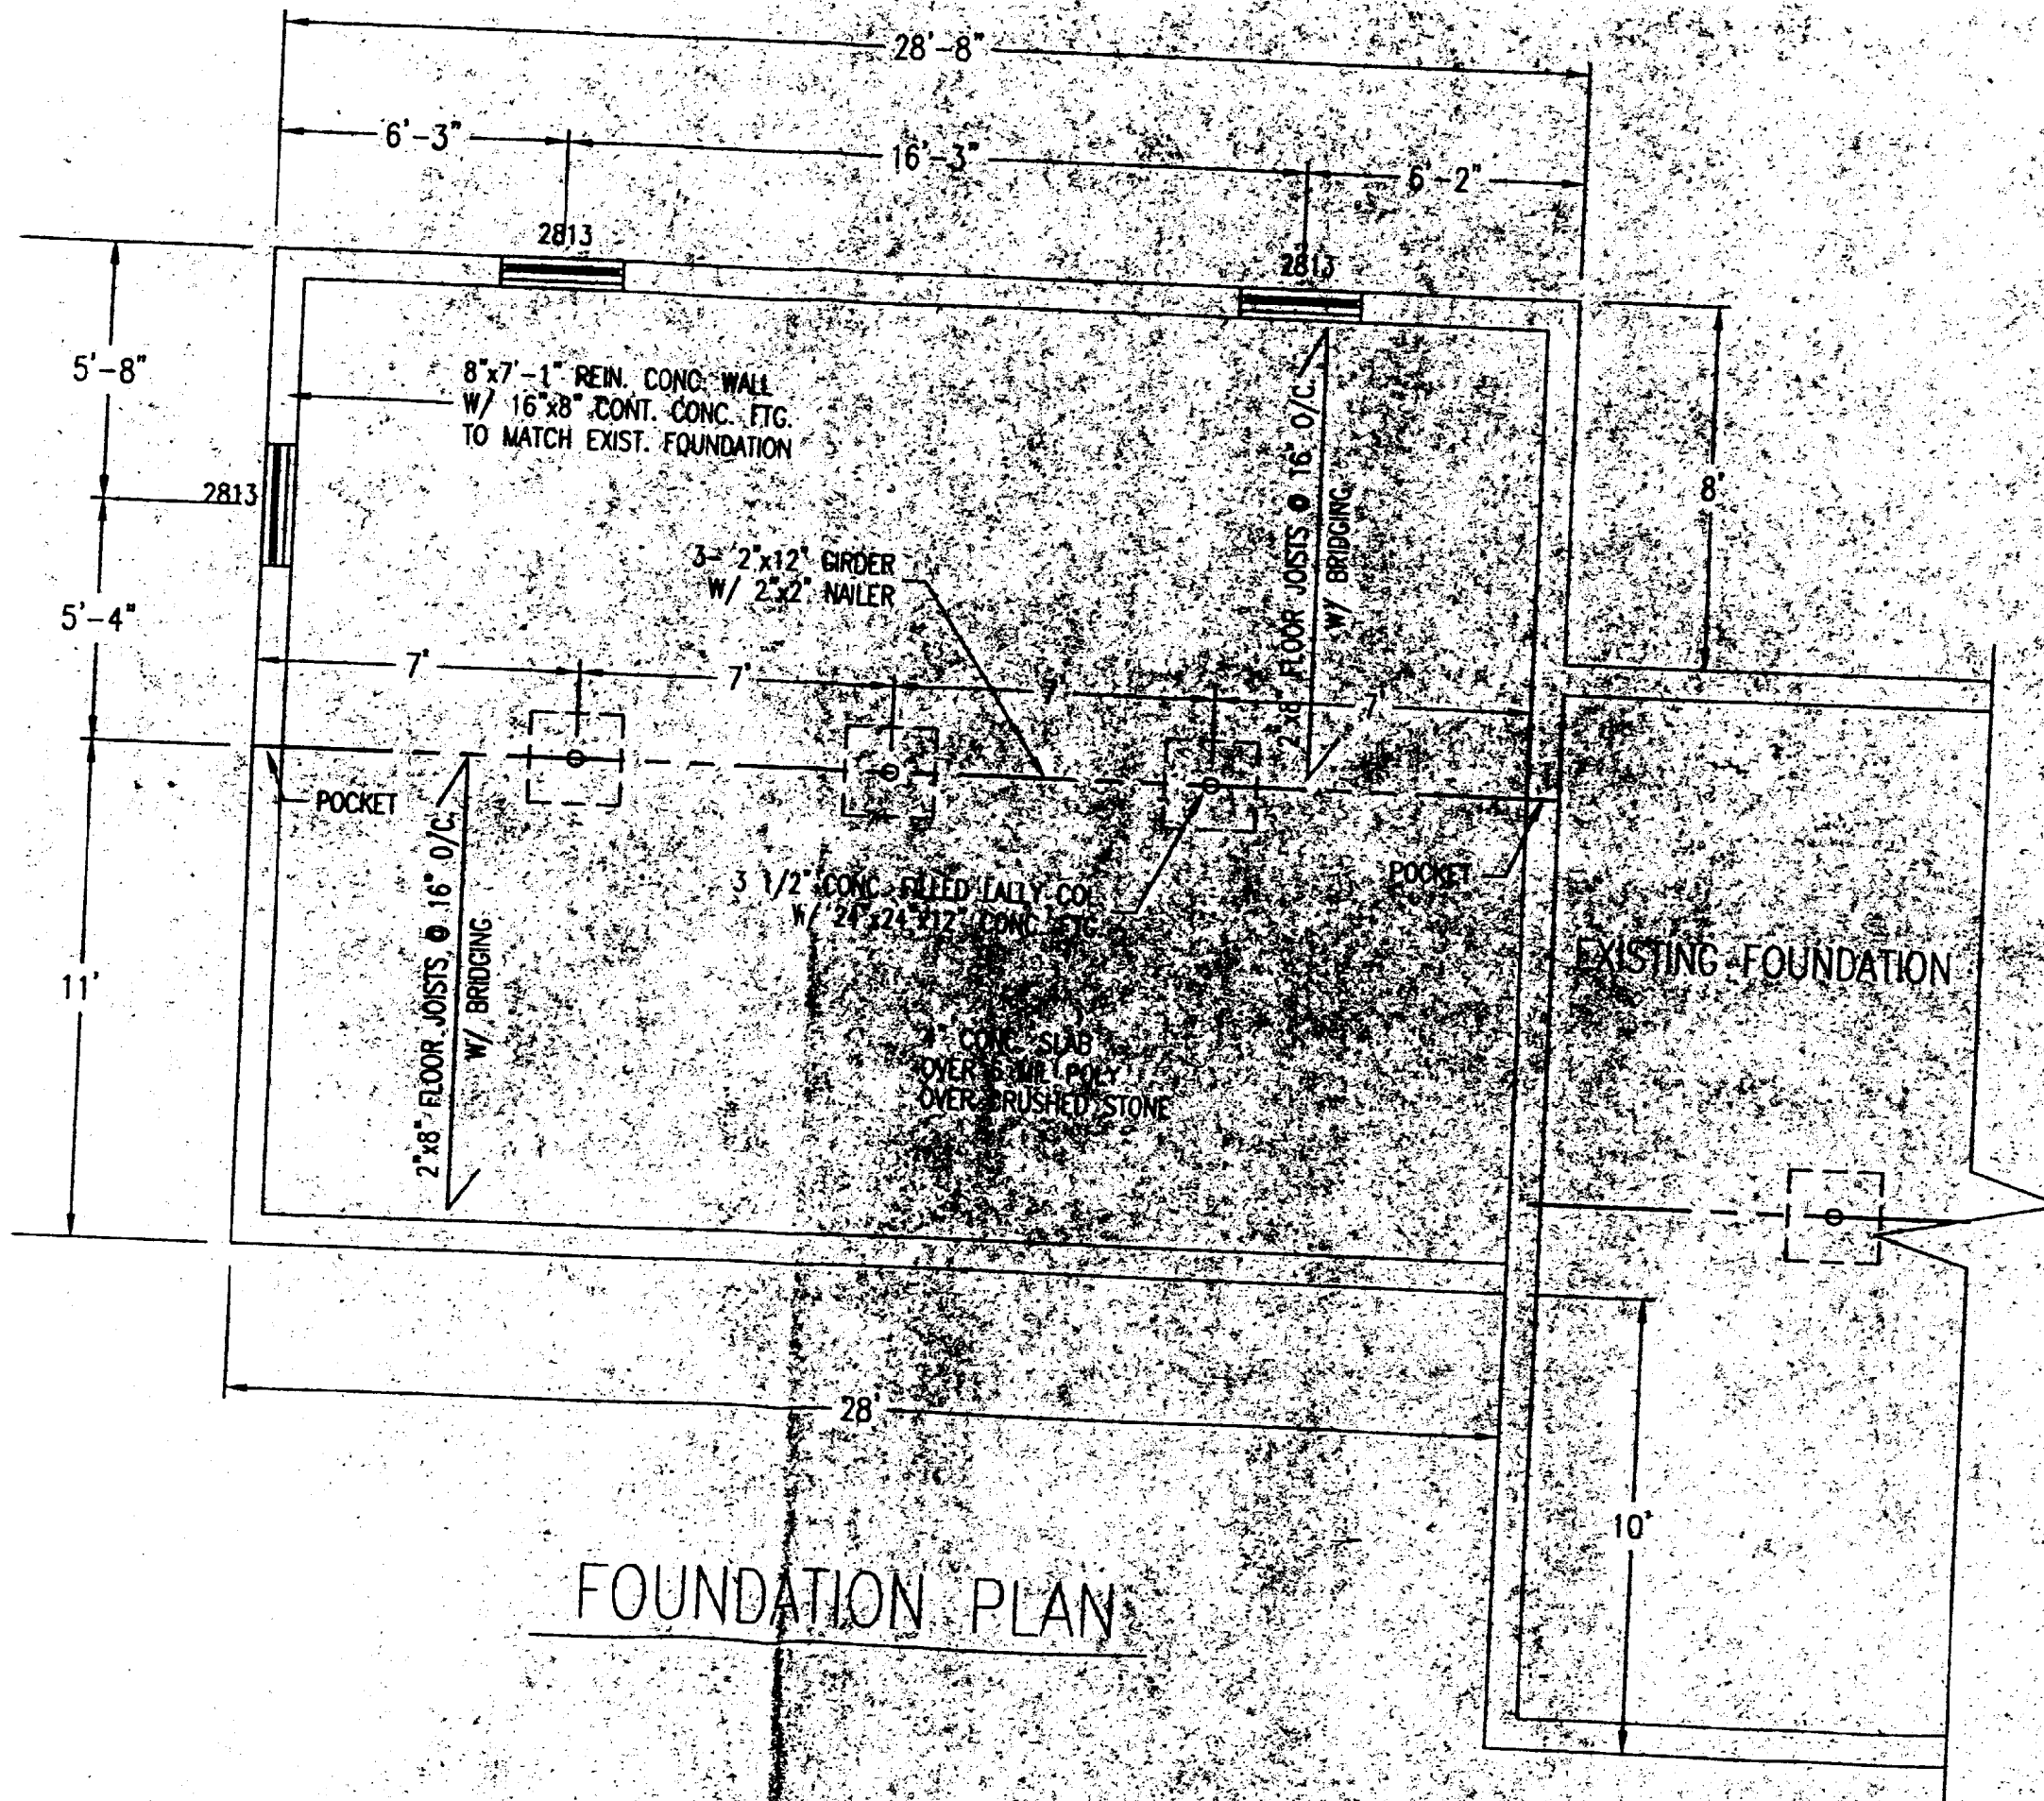 28'-8"
6'-3"
16'-3"
6'-2"
2813
2813
5'-8"
8"x7'-1" REIN. CONC. WALL
W/ 16"x8" CONT. CONC. FTG.
TO MATCH EXIST. FOUNDATION
2"x8" FLOOR JOISTS @ 16" O/C
W/ BRIDGING
8'
2813
3- 2"x12" GIRDER
W/ 2"x2" NAILER
5'-4"
7'
7'
7'
7'
POCKET
2"x8" FLOOR JOISTS @ 16" O/C
W/ BRIDGING
3 1/2" CONC. FILLED LALLY COL.
W/ 24"x24"x12" CONC. FTG.
POCKET
EXISTING FOUNDATION
11'
4" CONC. SLAB
OVER 6 MIL POLY
OVER CRUSHED STONE
28'
10'
FOUNDATION PLAN